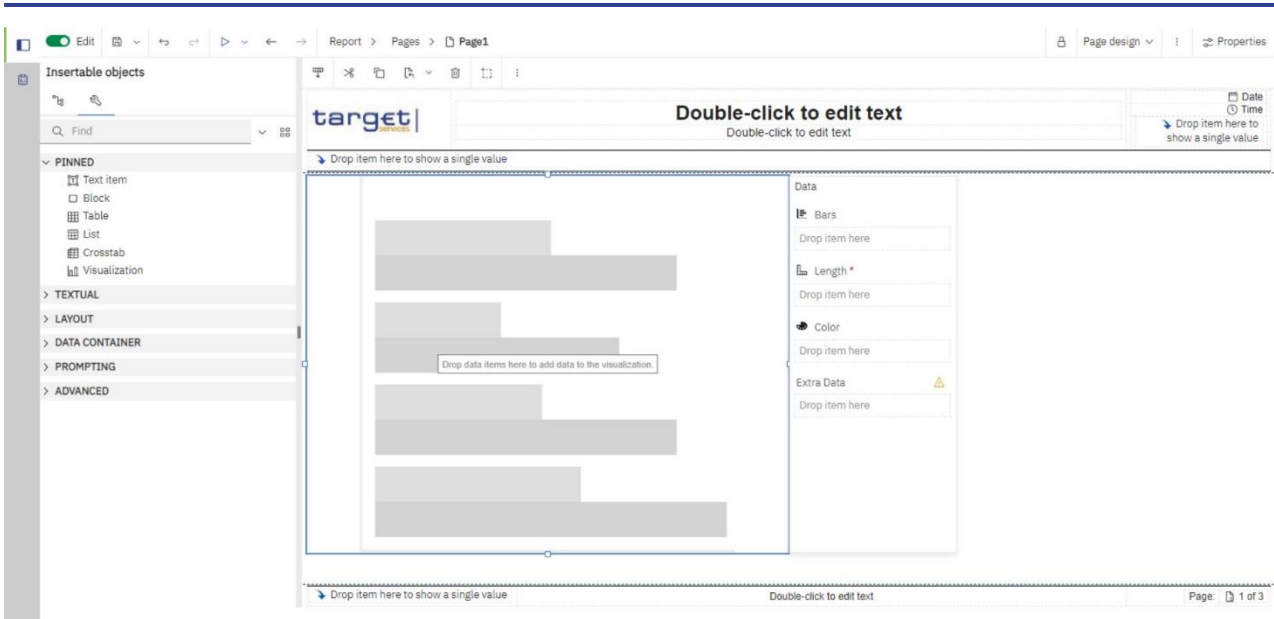 Edit
Report > Pages > Page1
Page design
Properties
Insertable objects
Find
PINNED
Text item
Block
Table
List
Crosstab
Visualization
TEXTUAL
LAYOUT
DATA CONTAINER
PROMPTING
ADVANCED
target
services
Double-click to edit text
Double-click to edit text
Date
Time
Drop item here to
show a single value
Drop item here to show a single value
Drop data items here to add data to the visualization.
Data
Bars
Drop item here
Length *
Drop item here
Color
Drop item here
Extra Data
Drop item here
Drop item here to show a single value
Double-click to edit text
Page: 1 of 3